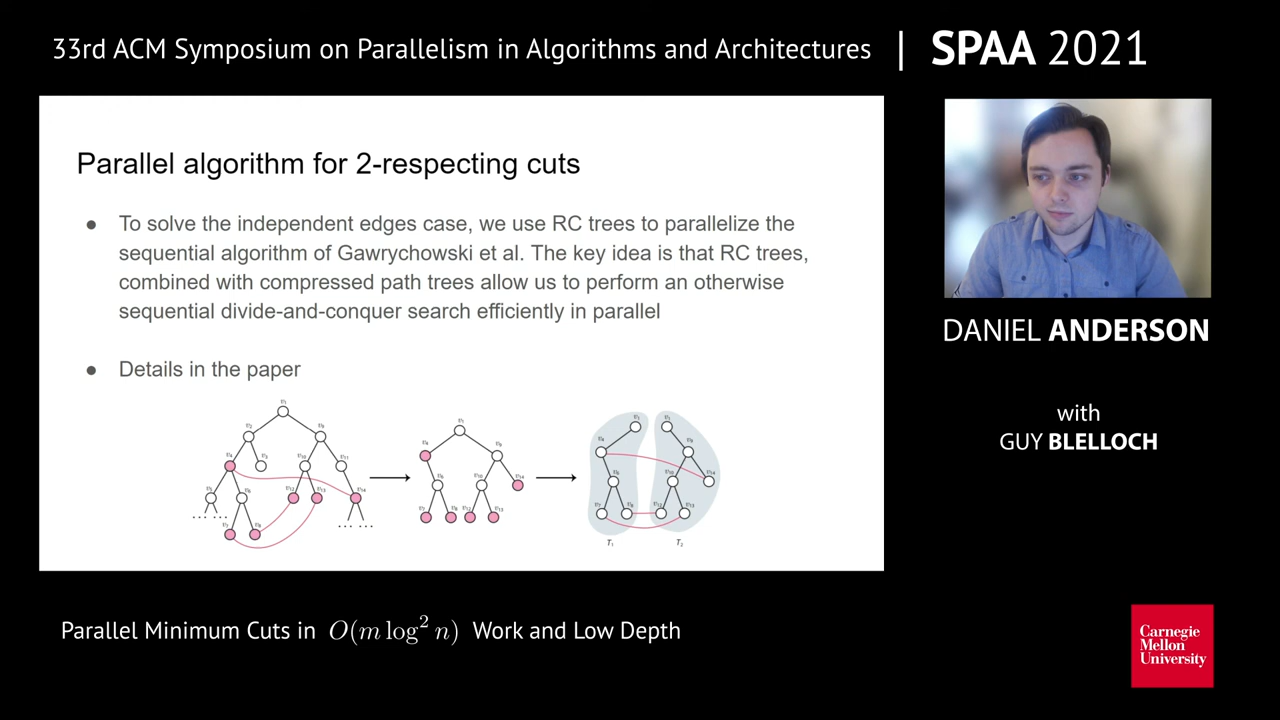 33rd ACM Symposium on Parallelism in Algorithms and Architectures | SPAA 2021
Parallel algorithm for 2-respecting cuts
• To solve the independent edges case, we use RC trees to parallelize the
sequential algorithm of Gawrychowski et al. The key idea is that RC trees,
combined with compressed path trees allow us to perform an otherwise
sequential divide-and-conquer search efficiently in parallel
• Details in the paper
T₁
T₂
DANIEL ANDERSON
with
GUY BLELLOCH
Parallel Minimum Cuts in O(m log² n) Work and Low Depth
Carnegie
Mellon
University